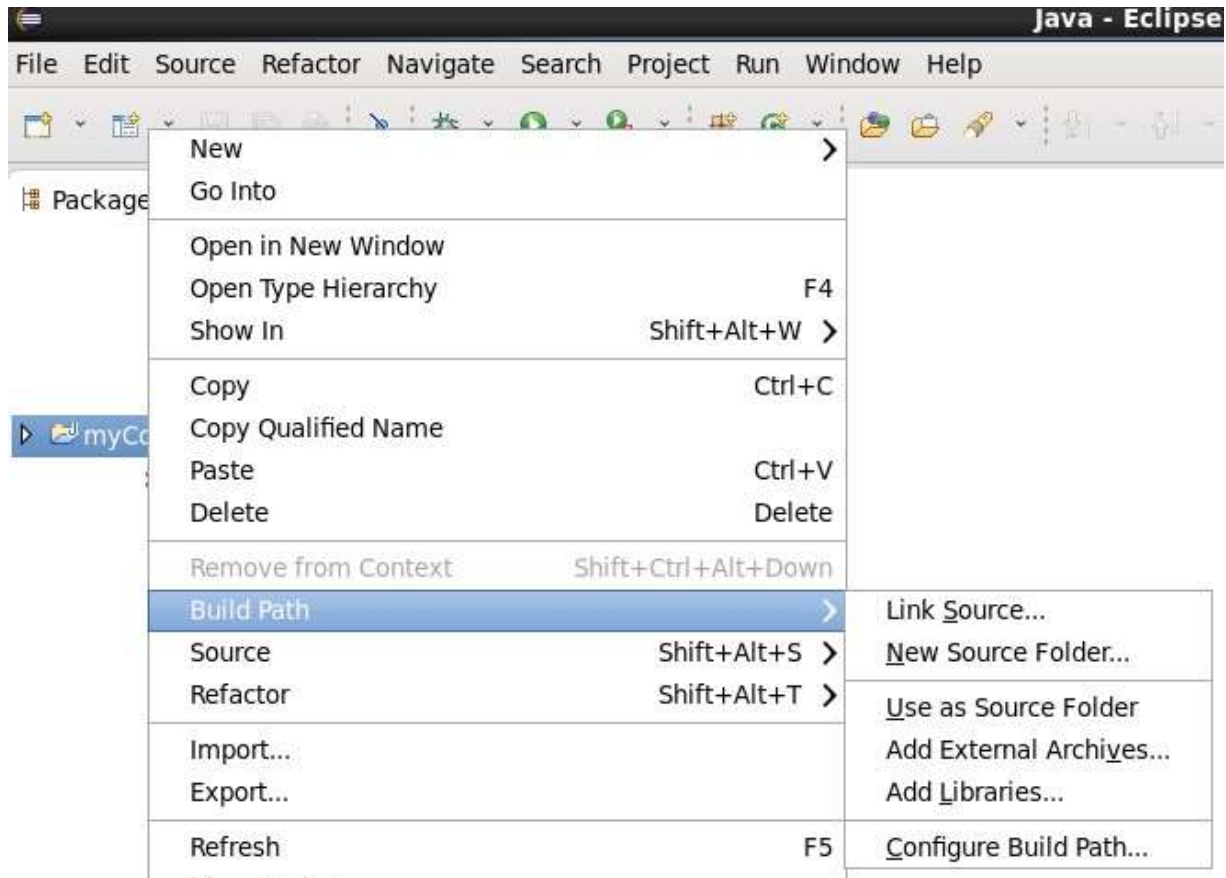 Java - Eclipse
File Edit Source Refactor Navigate Search Project Run Window Help
Package
New
Go Into
Open in New Window
Open Type Hierarchy F4
Show In Shift+Alt+W
myCo
Copy Ctrl+C
Copy Qualified Name
Paste Ctrl+V
Delete Delete
Remove from Context Shift+Ctrl+Alt+Down
Build Path
Source Shift+Alt+S
Refactor Shift+Alt+T
Import...
Export...
Refresh F5
Link Source...
New Source Folder...
Use as Source Folder
Add External Archives...
Add Libraries...
Configure Build Path...